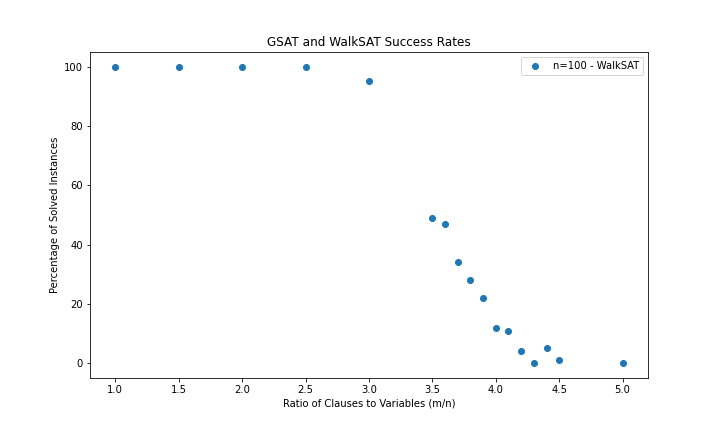 GSAT and WalkSAT Success Rates
n=100 - WalkSAT
Percentage of Solved Instances
100
80
60
40
20
0
1.0 1.5 2.0 2.5 3.0 3.5 4.0 4.5 5.0
Ratio of Clauses to Variables (m/n)